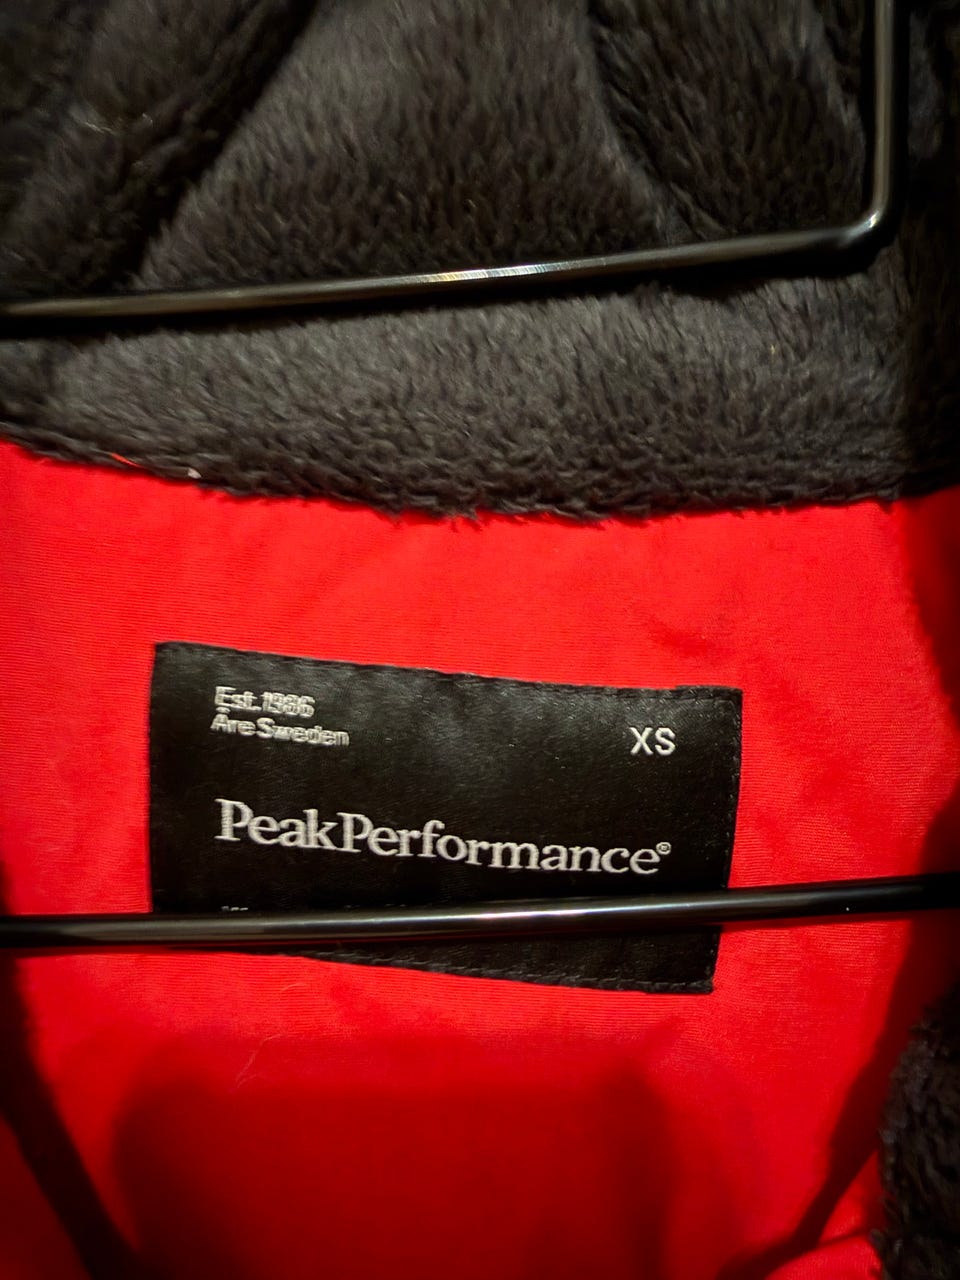 Est. 1986
Åre Sweden
XS
PeakPerformance®